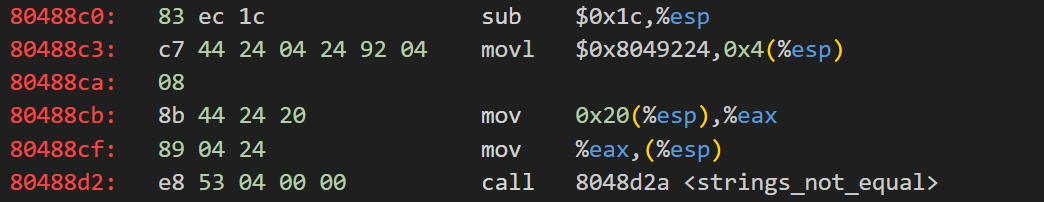 80488c0: 83 ec 1c sub $0x1c,%esp
80488c3: c7 44 24 04 24 92 04 movl $0x8049224,0x4(%esp)
80488ca: 08
80488cb: 8b 44 24 20 mov 0x20(%esp),%eax
80488cf: 89 04 24 mov %eax,(%esp)
80488d2: e8 53 04 00 00 call 8048d2a <strings_not_equal>